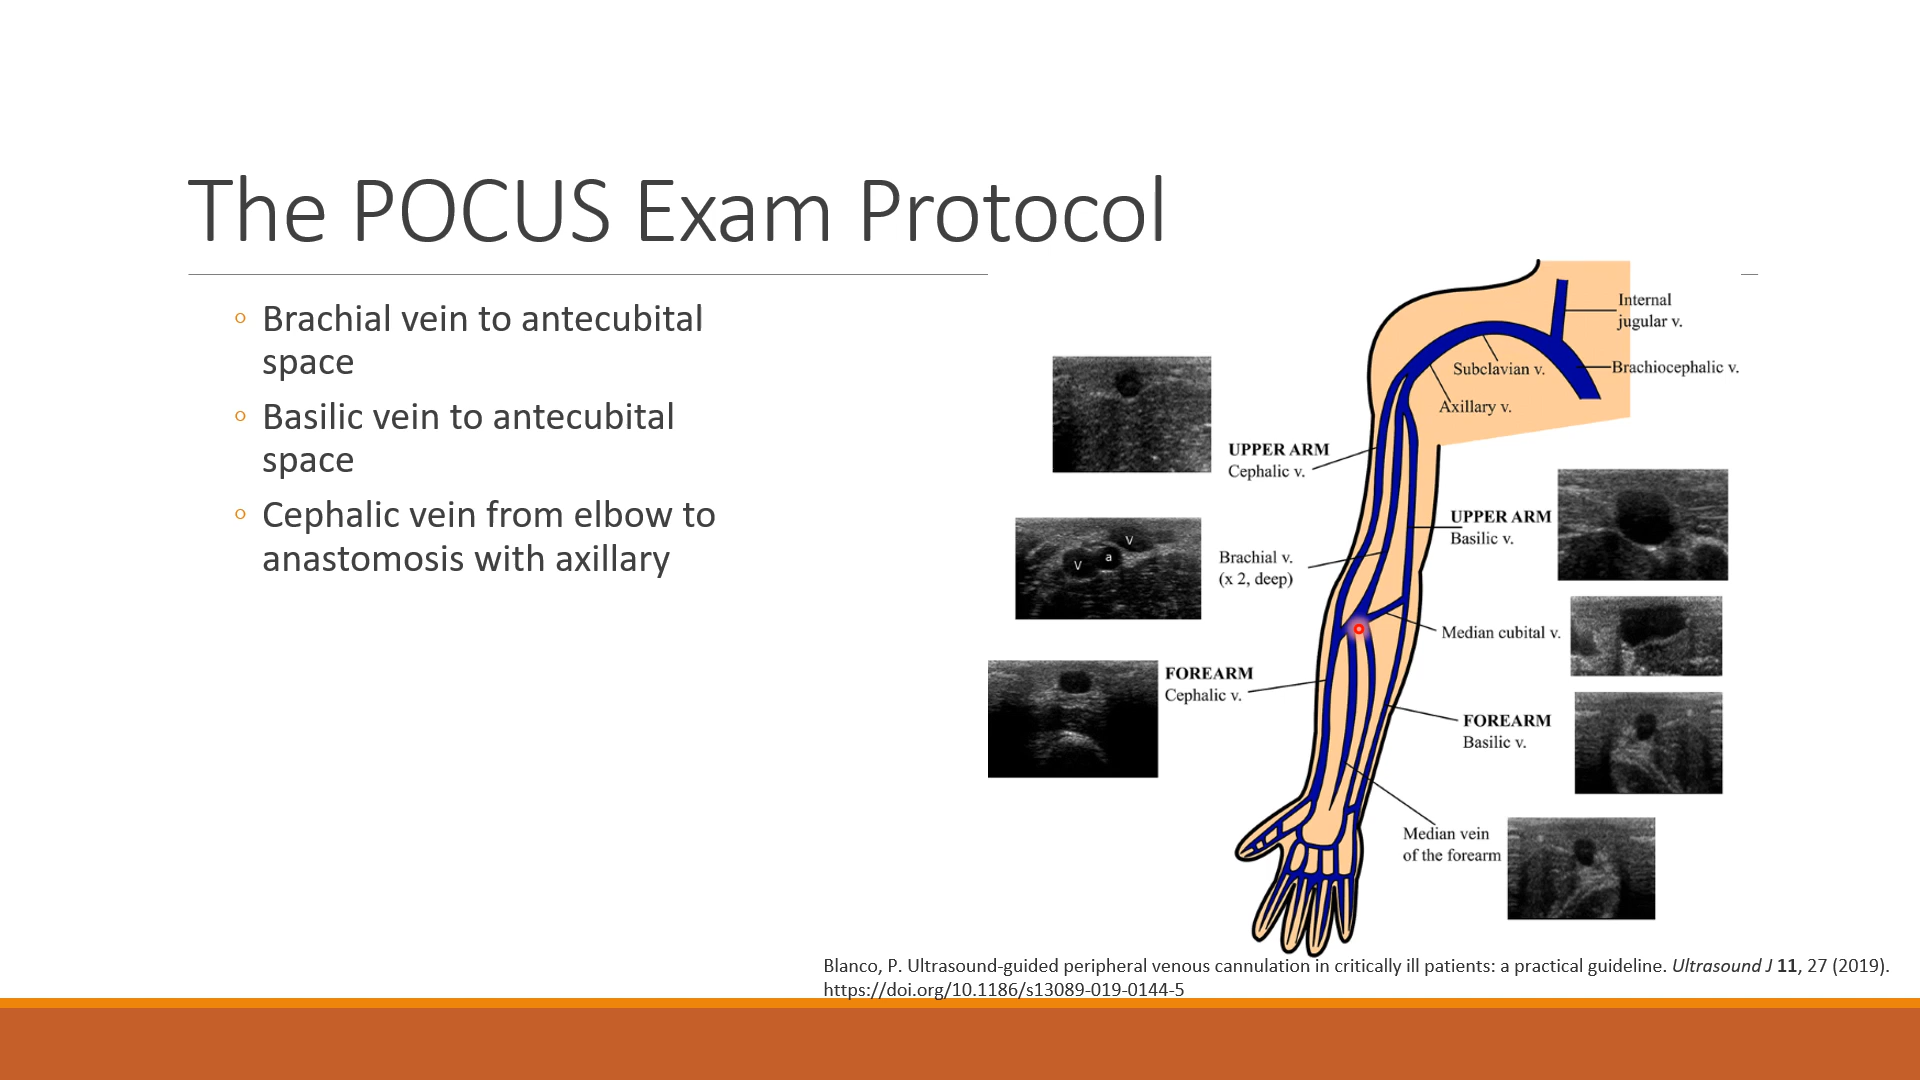 The POCUS Exam Protocol
◦ Brachial vein to antecubital
space
◦ Basilic vein to antecubital
space
◦ Cephalic vein from elbow to
anastomosis with axillary
Internal
jugular v.
Subclavian v.
Brachiocephalic v.
Axillary v.
UPPER ARM
Cephalic v.
UPPER ARM
Basilic v.
V
a
V
Brachial v.
(x 2, deep)
Median cubital v.
FOREARM
Cephalic v.
FOREARM
Basilic v.
Median vein
of the forearm
Blanco, P. Ultrasound-guided peripheral venous cannulation in critically ill patients: a practical guideline. Ultrasound J 11, 27 (2019).
https://doi.org/10.1186/s13089-019-0144-5